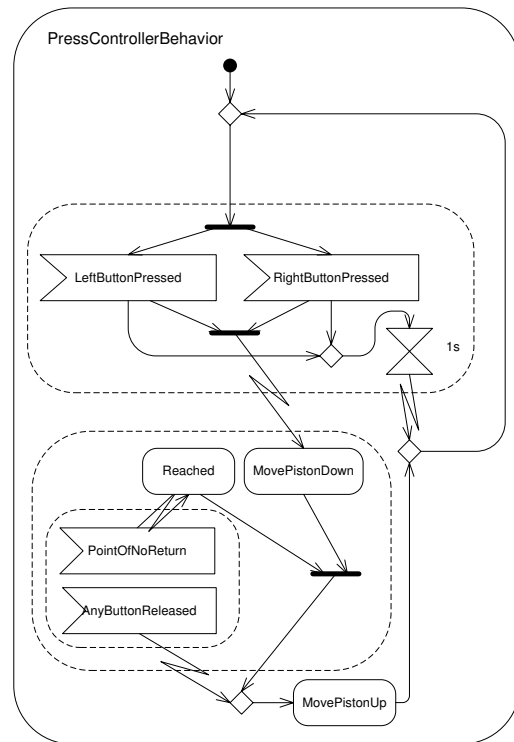 PressControllerBehavior
LeftButtonPressed
RightButtonPressed
1s
Reached
MovePistonDown
PointOfNoReturn
AnyButtonReleased
MovePistonUp